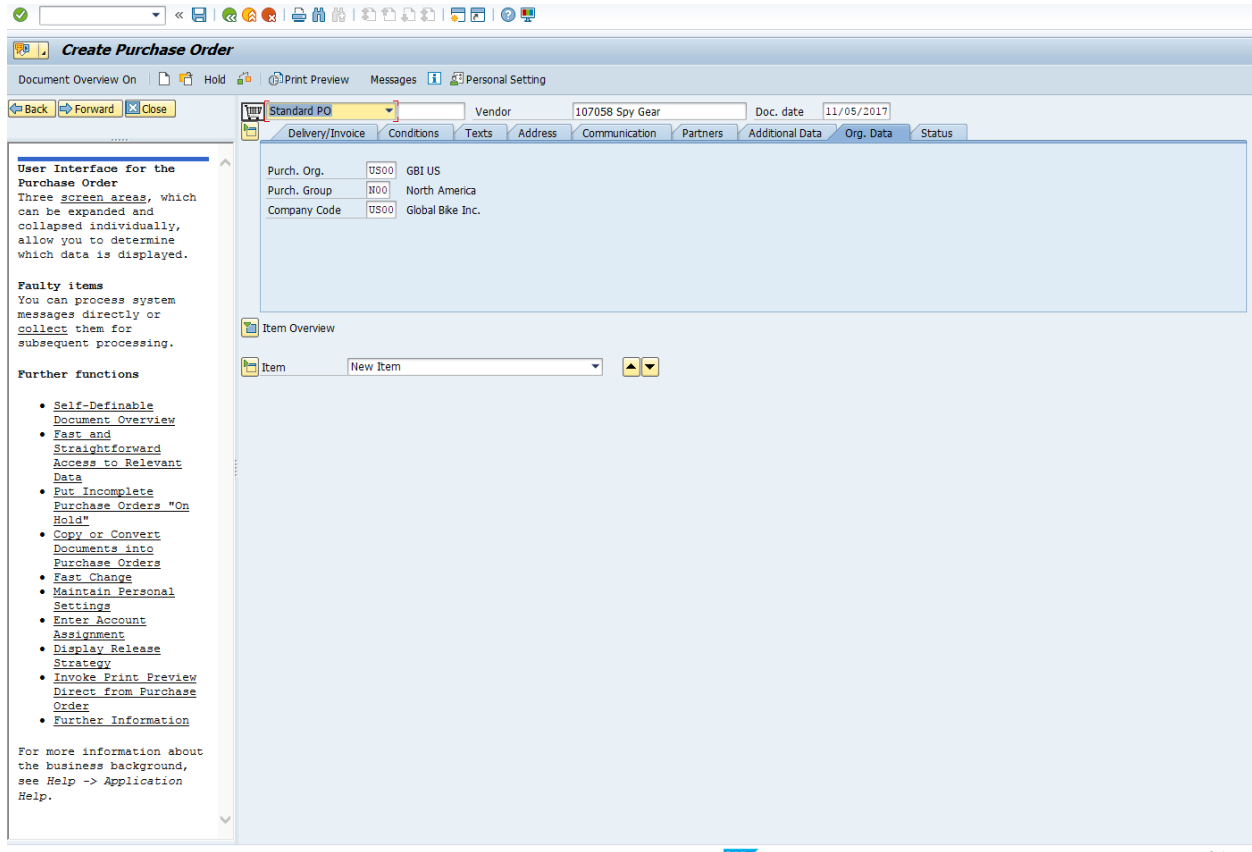 Create Purchase Order
Document Overview On Hold Print Preview Messages Personal Setting
Back Forward Close
Standard PO Vendor 107058 Spy Gear Doc. date 11/05/2017
Delivery/Invoice Conditions Texts Address Communication Partners Additional Data Org. Data Status
Purch. Org. US00 GBI US
Purch. Group N00 North America
Company Code US00 Global Bike Inc.
Item Overview
Item New Item
User Interface for the
Purchase Order
Three screen areas, which
can be expanded and
collapsed individually,
allow you to determine
which data is displayed.
Faulty items
You can process system
messages directly or
collect them for
subsequent processing.
Further functions
• Self-Definable
Document Overview
• Fast and
Straightforward
Access to Relevant
Data
• Put Incomplete
Purchase Orders "On
Hold"
• Copy or Convert
Documents into
Purchase Orders
• Fast Change
• Maintain Personal
Settings
• Enter Account
Assignment
• Display Release
Strategy
• Invoke Print Preview
Direct from Purchase
Order
• Further Information
For more information about
the business background,
see Help -> Application
Help.